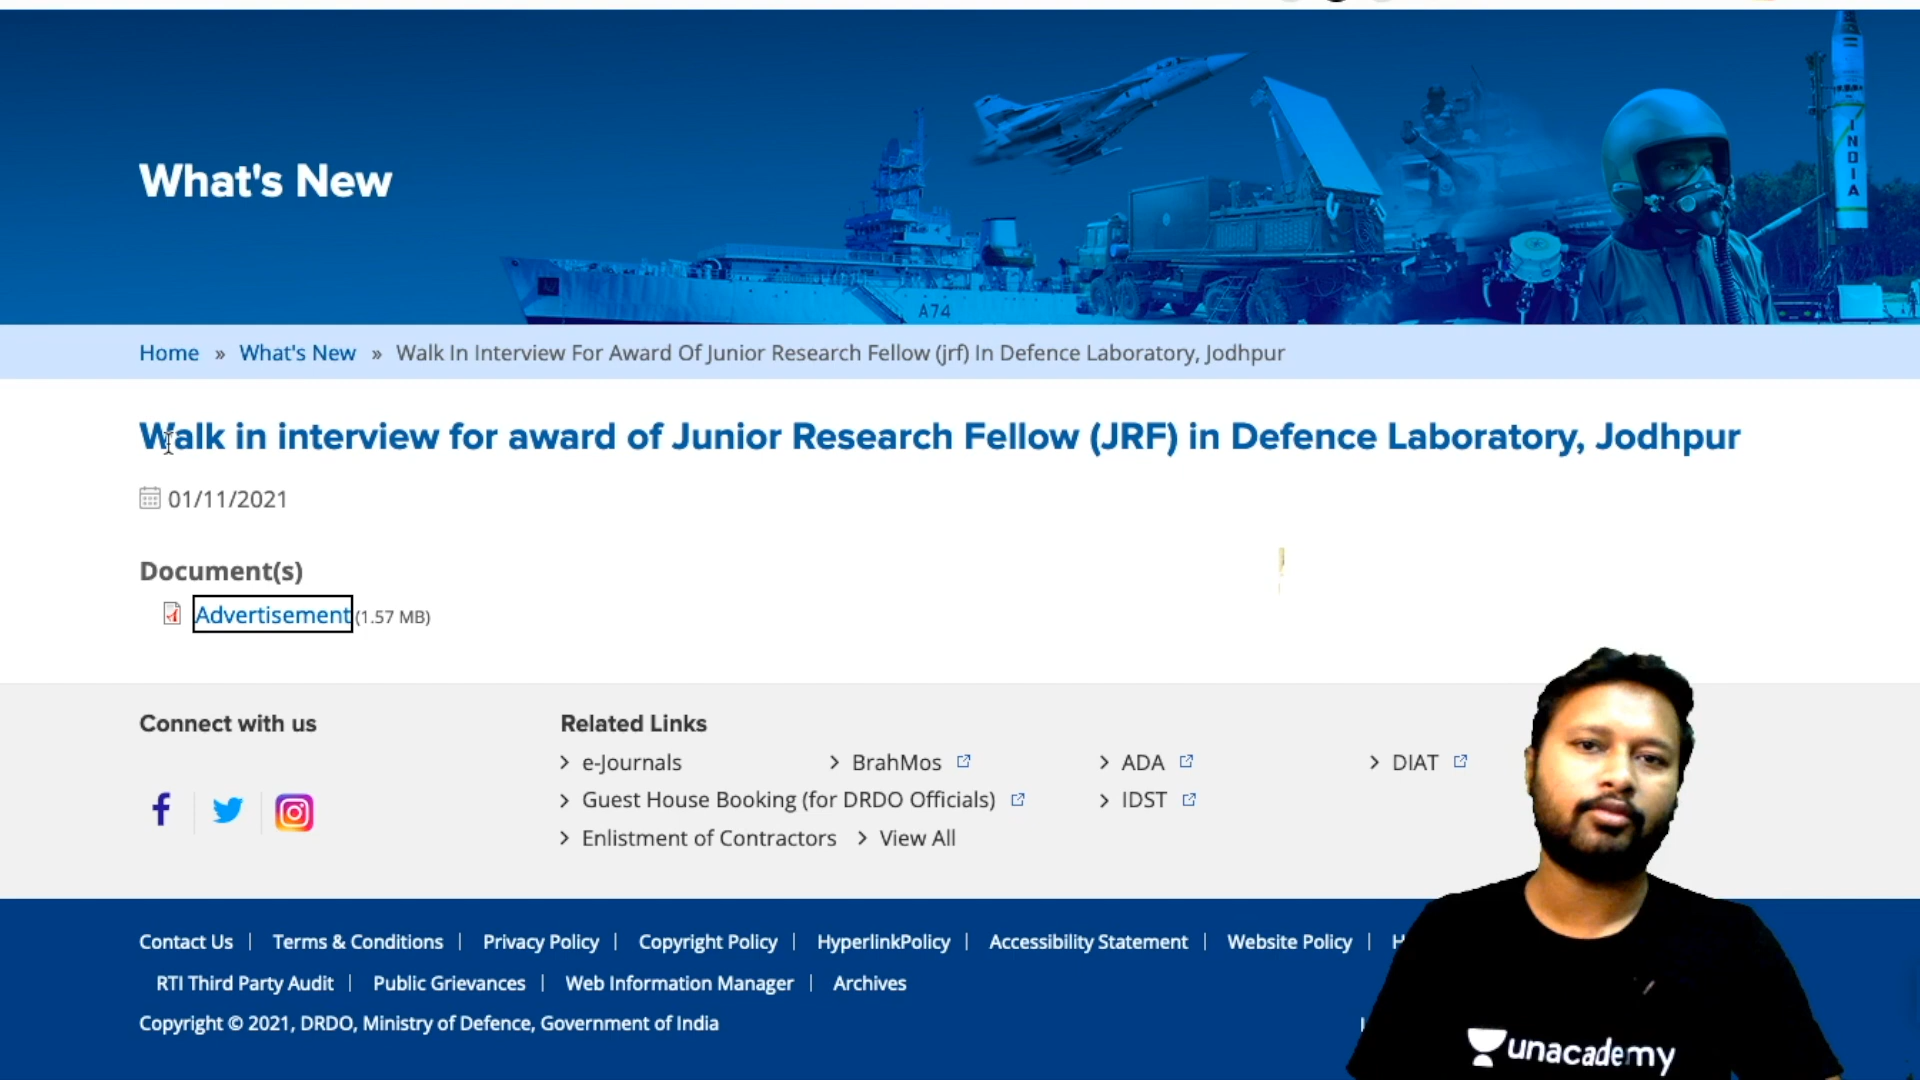 What's New
INDIA
A74
Home » What's New » Walk In Interview For Award Of Junior Research Fellow (jrf) In Defence Laboratory, Jodhpur
Walk in interview for award of Junior Research Fellow (JRF) in Defence Laboratory, Jodhpur
01/11/2021
Document(s)
Advertisement (1.57 MB)
Connect with us
Related Links
e-Journals
BrahMos
ADA
DIAT
Guest House Booking (for DRDO Officials)
IDST
Enlistment of Contractors
View All
Contact Us | Terms & Conditions | Privacy Policy | Copyright Policy | HyperlinkPolicy | Accessibility Statement | Website Policy |
RTI Third Party Audit | Public Grievances | Web Information Manager | Archives
Copyright © 2021, DRDO, Ministry of Defence, Government of India
unacademy